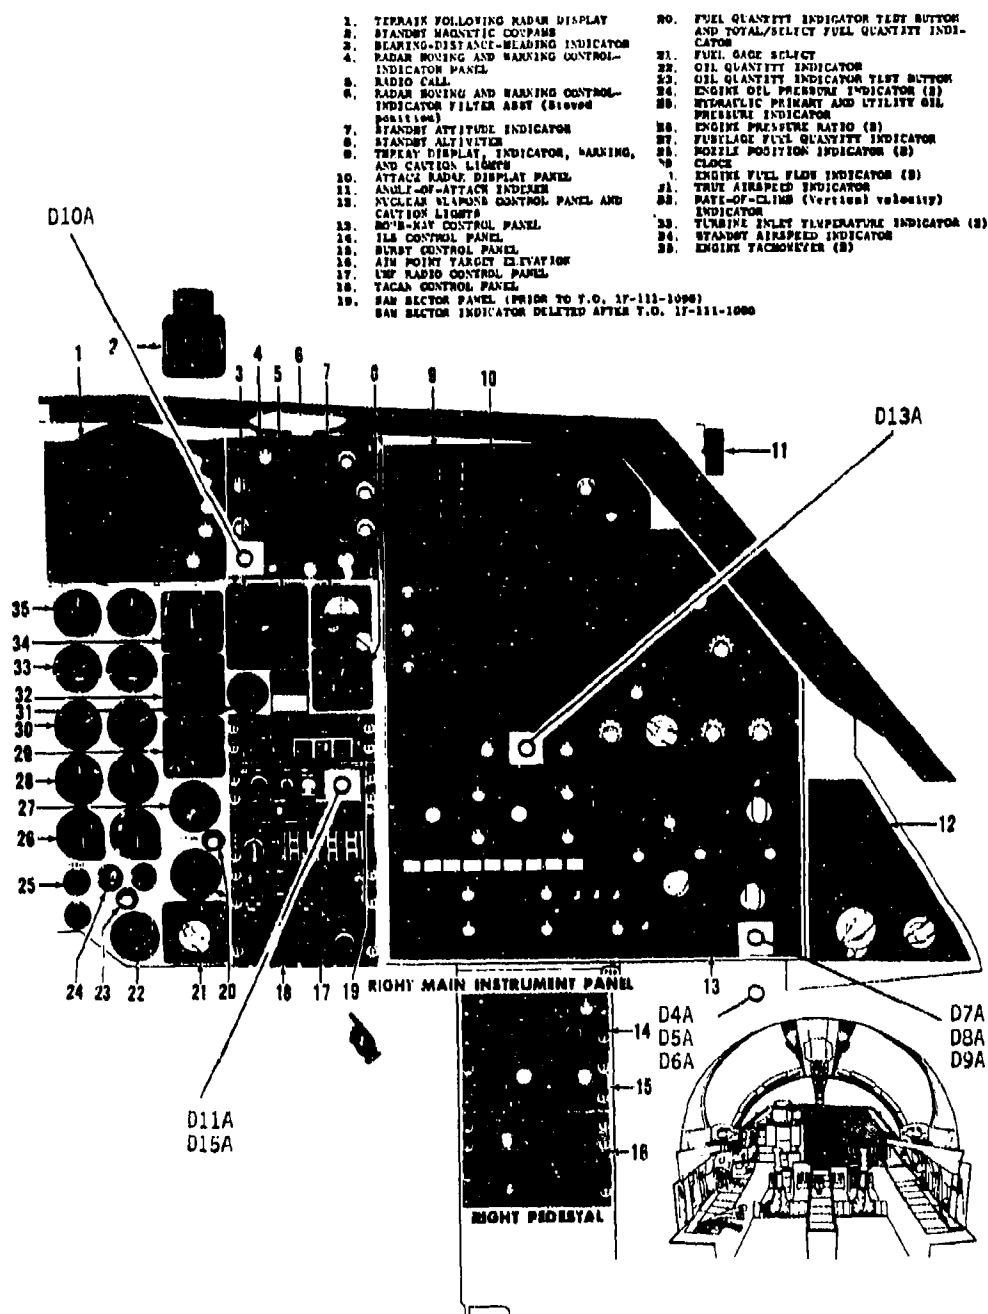 1. TERRAIN FOLLOWING RADAR DISPLAY
2. STANDBY MAGNETIC COMPASS
3. BEARING-DISTANCE-HEADING INDICATOR
4. RADAR HOMING AND WARNING CONTROL-
INDICATOR PANEL
5. RADIO CALL
6. RADAR HOMING AND WARNING CONTROL-
INDICATOR FILTER ASSY (Stowed
position)
7. STANDBY ATTITUDE INDICATOR
8. STANDBY ALTIMETER
9. THREAT DISPLAY, INDICATOR, WARNING,
AND CAUTION LIGHTS
10. ATTACK RADAR DISPLAY PANEL
11. ANGLE-OF-ATTACK INDEXER
12. NUCLEAR WEAPONS CONTROL PANEL AND
CAUTION LIGHTS
13. BOMB-NAV CONTROL PANEL
14. ILS CONTROL PANEL
15. BURST CONTROL PANEL
16. AIM POINT TARGET ELEVATION
17. UHF RADIO CONTROL PANEL
18. TACAN CONTROL PANEL
19. SAM SECTOR PANEL (PRIOR TO T.O. 1F-111-1090)
SAM SECTOR INDICATOR DELETED AFTER T.O. 1F-111-1090
20. FUEL QUANTITY INDICATOR TEST BUTTON
AND TOTAL/SELECT FUEL QUANTITY INDI-
CATOR
21. FUEL GAGE SELECT
22. OIL QUANTITY INDICATOR
23. OIL QUANTITY INDICATOR TEST BUTTON
24. ENGINE OIL PRESSURE INDICATOR (2)
25. HYDRAULIC PRIMARY AND UTILITY OIL
PRESSURE INDICATOR
26. ENGINE PRESSURE RATIO (2)
27. FUSELAGE FUEL QUANTITY INDICATOR
28. NOZZLE POSITION INDICATOR (2)
CLOCK
ENGINE FUEL FLOW INDICATOR (2)
31. TRUE AIRSPEED INDICATOR
32. RATE-OF-CLIMB (Vertical velocity)
INDICATOR
33. TURBINE INLET TEMPERATURE INDICATOR (2)
34. STANDBY AIRSPEED INDICATOR
35. ENGINE TACHOMETER (2)
D10A
D13A
1 2 3 4 5 6 7 8 9 10 11
35
34
33
32
31
30
29
28
27
26
25
12
24 23 22 21 20 18 17 19
RIGHT MAIN INSTRUMENT PANEL
13
D4A
D5A
D6A
D7A
D8A
D9A
14
15
16
D11A
D15A
RIGHT PEDESTAL